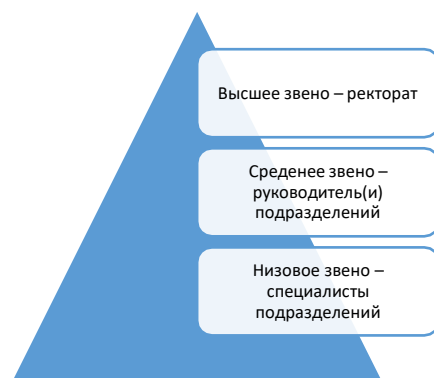 Высшее звено – ректорат
Среденее звено –
руководитель(и)
подразделений
Низовое звено –
специалисты
подразделений